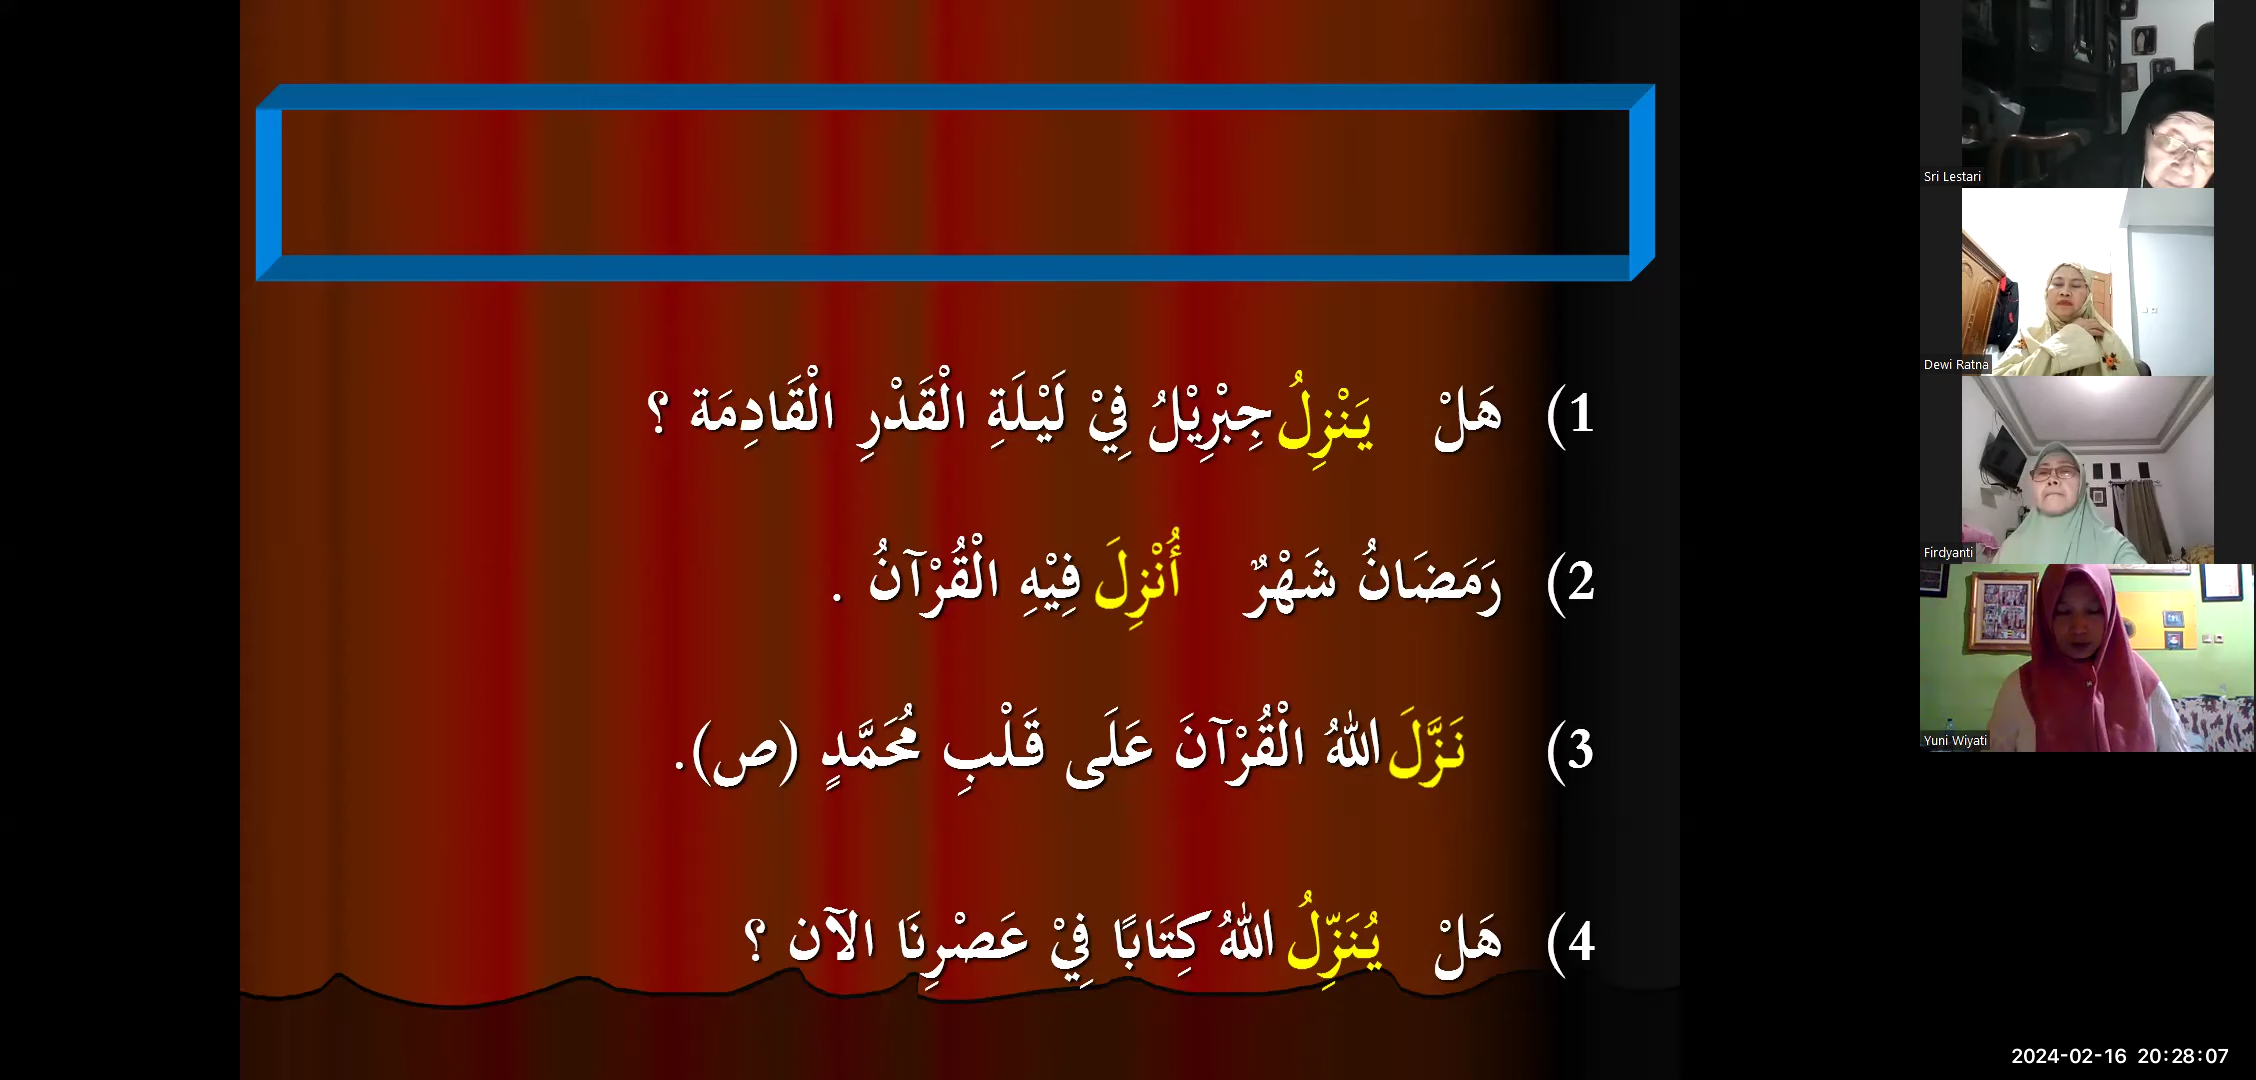 1) هَلْ يَنْزِلُ جِبْرِيْلُ فِيْ لَيْلَةِ الْقَدْرِ الْقَادِمَة ؟
2) رَمَضَانُ شَهْرٌ أُنْزِلَ فِيْهِ الْقُرْآنُ .
3) نَزَّلَ اللهُ الْقُرْآنَ عَلَى قَلْبِ مُحَمَّدٍ (ص).
4) هَلْ يُنَزِّلُ اللهُ كِتَابًا فِيْ عَصْرِنَا الآن ؟
Sri Lestari
Dewi Ratna
Firdyanti
Yuni Wiyati
2024-02-16 20:28:07